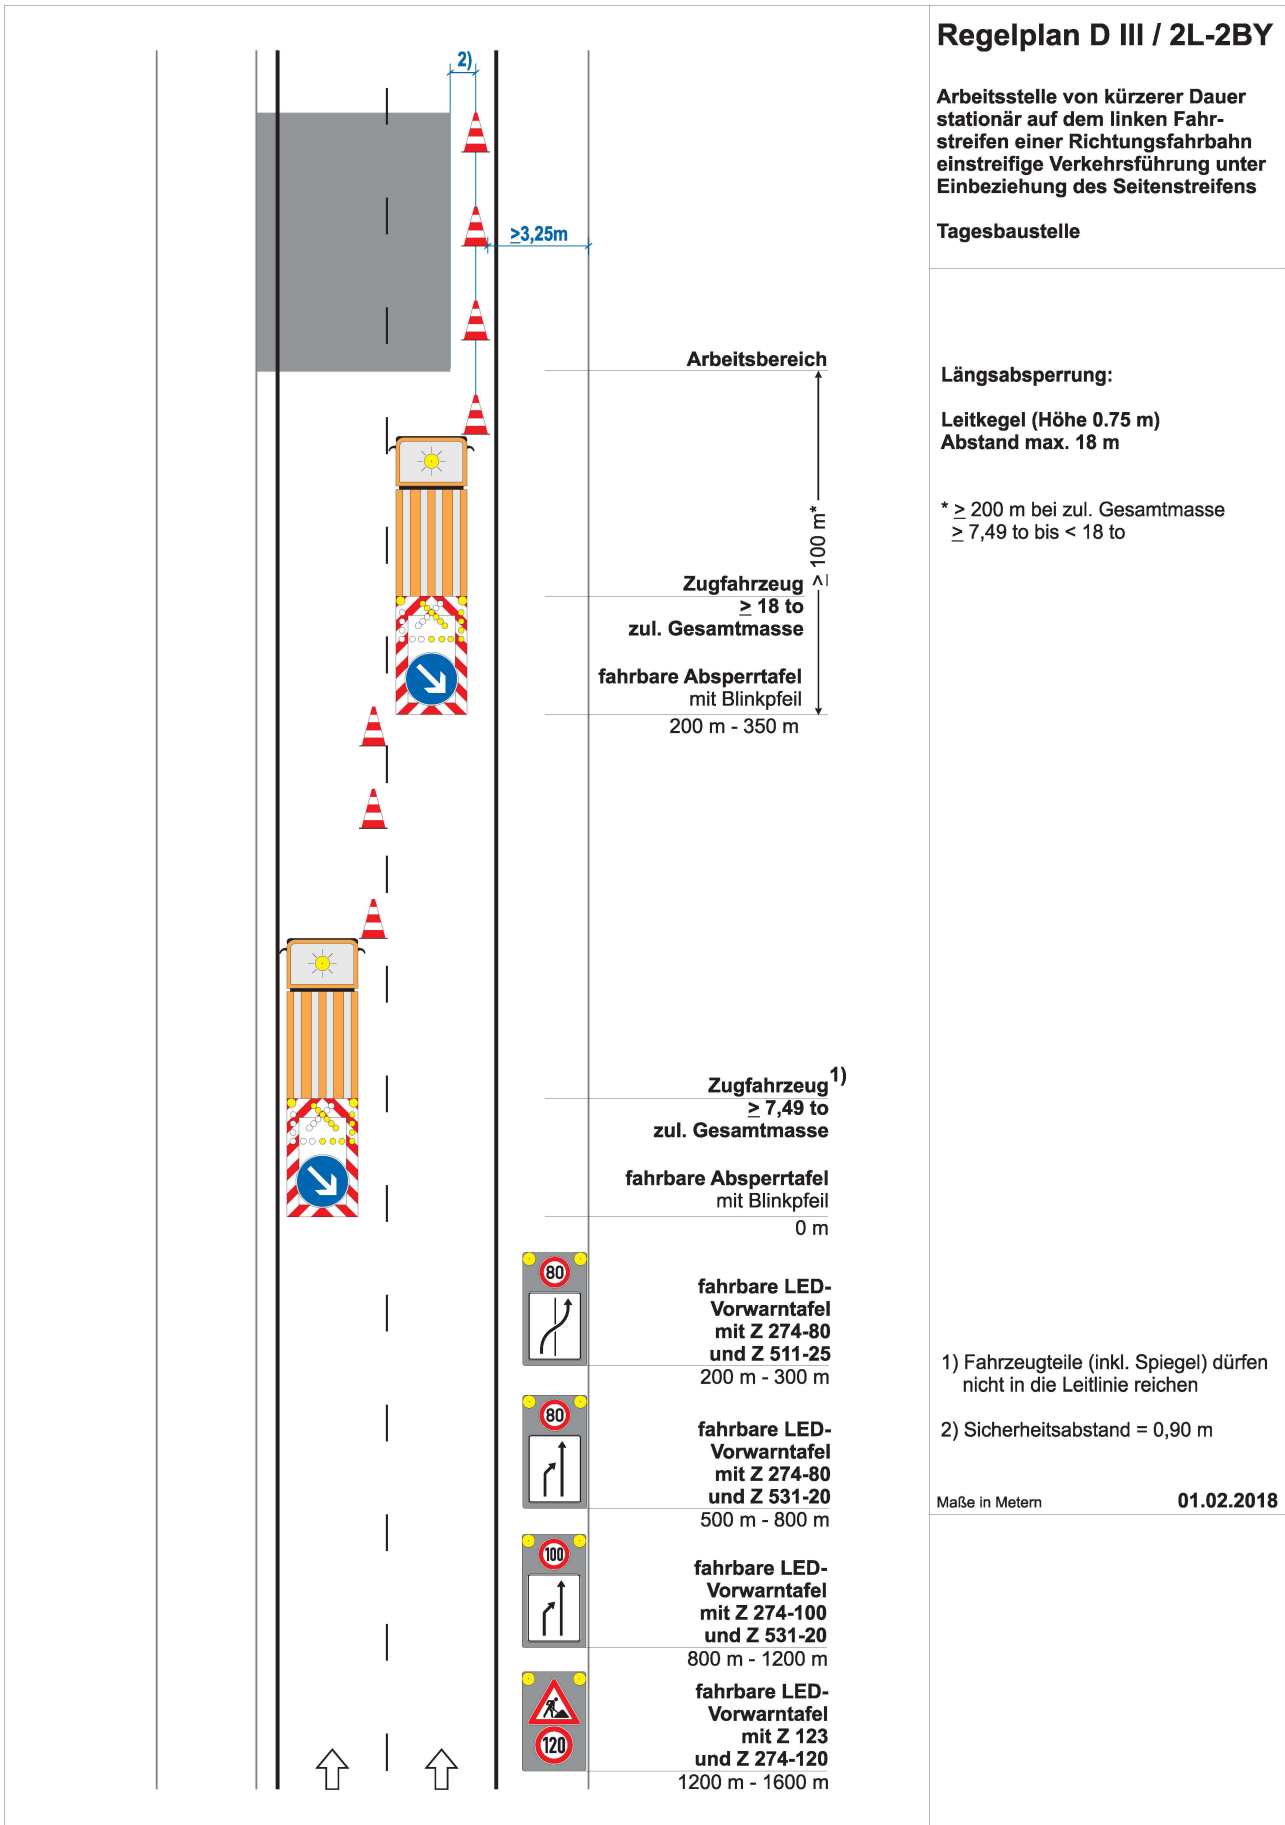 Regelplan D III / 2L-2BY
Arbeitsstelle von kürzerer Dauer
stationär auf dem linken Fahr-
streifen einer Richtungsfahrbahn
einstreifige Verkehrsführung unter
Einbeziehung des Seitenstreifens
Tagesbaustelle
2)
≥3,25m
Arbeitsbereich
Längsabsperrung:
Leitkegel (Höhe 0.75 m)
Abstand max. 18 m
* ≥ 200 m bei zul. Gesamtmasse
≥ 7,49 to bis < 18 to
≥ 100 m*
Zugfahrzeug
≥ 18 to
zul. Gesamtmasse
fahrbare Absperrtafel
mit Blinkpfeil
200 m - 350 m
Zugfahrzeug 1)
≥ 7,49 to
zul. Gesamtmasse
fahrbare Absperrtafel
mit Blinkpfeil
0 m
80
fahrbare LED-
Vorwarntafel
mit Z 274-80
und Z 511-25
200 m - 300 m
80
fahrbare LED-
Vorwarntafel
mit Z 274-80
und Z 531-20
500 m - 800 m
100
fahrbare LED-
Vorwarntafel
mit Z 274-100
und Z 531-20
800 m - 1200 m
120
fahrbare LED-
Vorwarntafel
mit Z 123
und Z 274-120
1200 m - 1600 m
1) Fahrzeugteile (inkl. Spiegel) dürfen
nicht in die Leitlinie reichen
2) Sicherheitsabstand = 0,90 m
Maße in Metern 01.02.2018